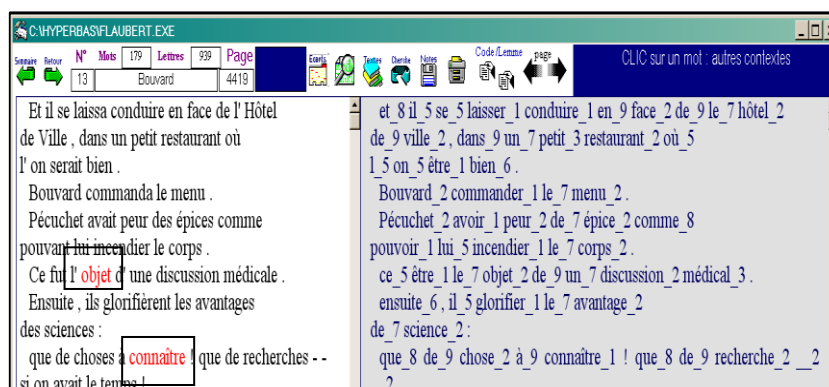 C:\HYPERBAS\FLAUBERT.EXE
Sommaire Retour N° Mots 179 Lettres 939 Page Ecarts Textes Cherche Notes Code/Lemme page CLIC sur un mot : autres contextes
13 Bouvard 4419
Et il se laissa conduire en face de l' Hôtel
de Ville , dans un petit restaurant où
l' on serait bien .
Bouvard commanda le menu .
Pécuchet avait peur des épices comme
pouvant lui incendier le corps .
Ce fut l' objet d' une discussion médicale .
Ensuite , ils glorifièrent les avantages
des sciences :
que de choses à connaître ! que de recherches - -
si on avait le temps !
et_8 il_5 se_5 laisser_1 conduire_1 en_9 face_2 de_9 le_7 hôtel_2
de_9 ville_2 , dans_9 un_7 petit_3 restaurant_2 où_5
l_5 on_5 être_1 bien_6 .
Bouvard_2 commander_1 le_7 menu_2 .
Pécuchet_2 avoir_1 peur_2 de_7 épice_2 comme_8
pouvoir_1 lui_5 incendier_1 le_7 corps_2 .
ce_5 être_1 le_7 objet_2 de_9 un_7 discussion_2 médical_3 .
ensuite_6 , il_5 glorifier_1 le_7 avantage_2
de_7 science_2 :
que_8 de_9 chose_2 à_9 connaître_1 ! que_8 de_9 recherche_2 __2
_2